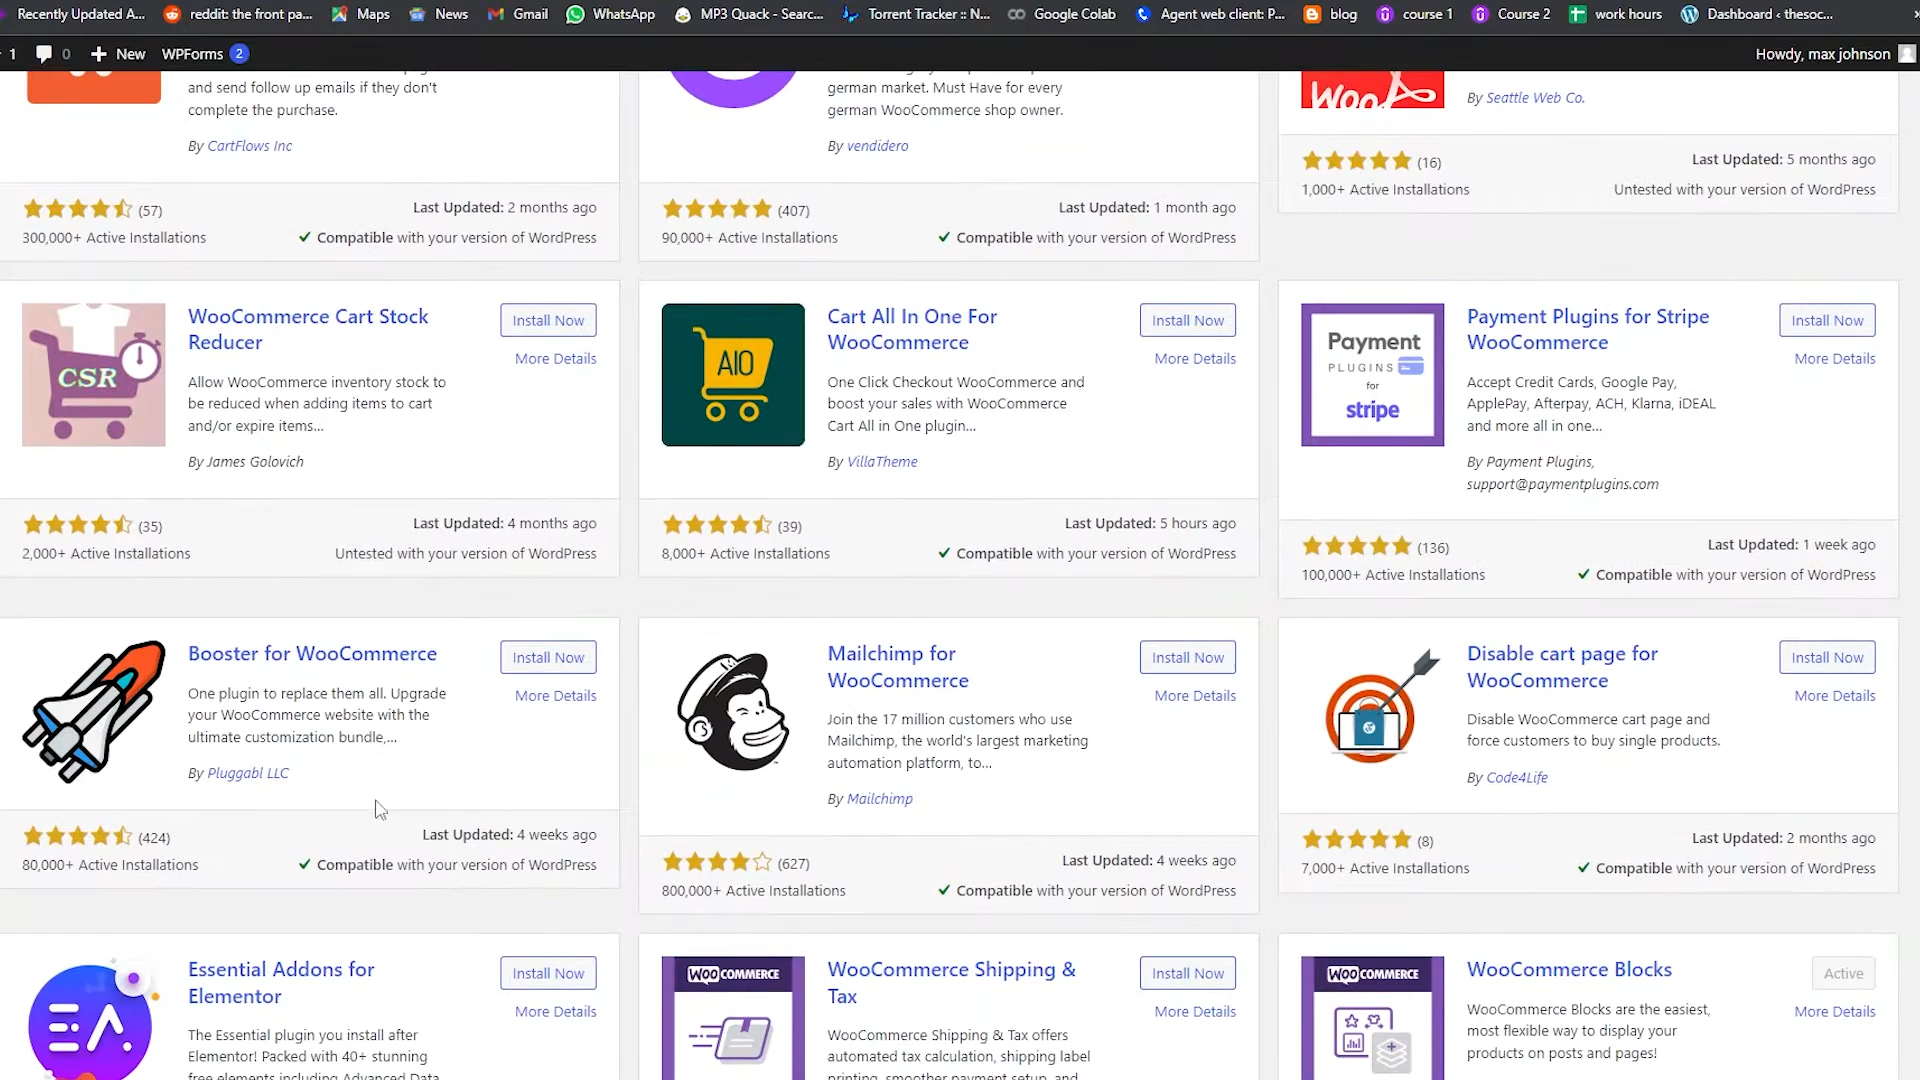 Recently Updated A...
reddit: the front pa...
Maps
News
Gmail
WhatsApp
MP3 Quack - Searc...
Torrent Tracker :: N...
Google Colab
Agent web client: P...
blog
course 1
Course 2
work hours
Dashboard ‹ thesoc...
1
0
New
WPForms 2
Howdy, max johnson
and send follow up emails if they don't
complete the purchase.
By CartFlows Inc
(57)
Last Updated: 2 months ago
300,000+ Active Installations
✓ Compatible with your version of WordPress
german market. Must Have for every
german WooCommerce shop owner.
By vendidero
(407)
Last Updated: 1 month ago
90,000+ Active Installations
✓ Compatible with your version of WordPress
Woo
By Seattle Web Co.
(16)
Last Updated: 5 months ago
1,000+ Active Installations
Untested with your version of WordPress
CSR
WooCommerce Cart Stock
Reducer
Install Now
More Details
Allow WooCommerce inventory stock to
be reduced when adding items to cart
and/or expire items...
By James Golovich
(35)
Last Updated: 4 months ago
2,000+ Active Installations
Untested with your version of WordPress
AIO
Cart All In One For
WooCommerce
Install Now
More Details
One Click Checkout WooCommerce and
boost your sales with WooCommerce
Cart All in One plugin...
By VillaTheme
(39)
Last Updated: 5 hours ago
8,000+ Active Installations
✓ Compatible with your version of WordPress
Payment
PLUGINS
for
stripe
Payment Plugins for Stripe
WooCommerce
Install Now
More Details
Accept Credit Cards, Google Pay,
ApplePay, Afterpay, ACH, Klarna, iDEAL
and more all in one...
By Payment Plugins,
support@paymentplugins.com
(136)
Last Updated: 1 week ago
100,000+ Active Installations
✓ Compatible with your version of WordPress
Booster for WooCommerce
Install Now
More Details
One plugin to replace them all. Upgrade
your WooCommerce website with the
ultimate customization bundle,...
By Pluggabl LLC
(424)
Last Updated: 4 weeks ago
80,000+ Active Installations
✓ Compatible with your version of WordPress
Mailchimp for
WooCommerce
Install Now
More Details
Join the 17 million customers who use
Mailchimp, the world's largest marketing
automation platform, to...
By Mailchimp
(627)
Last Updated: 4 weeks ago
800,000+ Active Installations
✓ Compatible with your version of WordPress
Disable cart page for
WooCommerce
Install Now
More Details
Disable WooCommerce cart page and
force customers to buy single products.
By Code4Life
(8)
Last Updated: 2 months ago
7,000+ Active Installations
✓ Compatible with your version of WordPress
EA
Essential Addons for
Elementor
Install Now
More Details
The Essential plugin you install after
Elementor! Packed with 40+ stunning
free elements including Advanced Data
WOO COMMERCE
WooCommerce Shipping &
Tax
Install Now
More Details
WooCommerce Shipping & Tax offers
automated tax calculation, shipping label
printing, smoother payment setup, and
WOO COMMERCE
WooCommerce Blocks
Active
More Details
WooCommerce Blocks are the easiest,
most flexible way to display your
products on posts and pages!